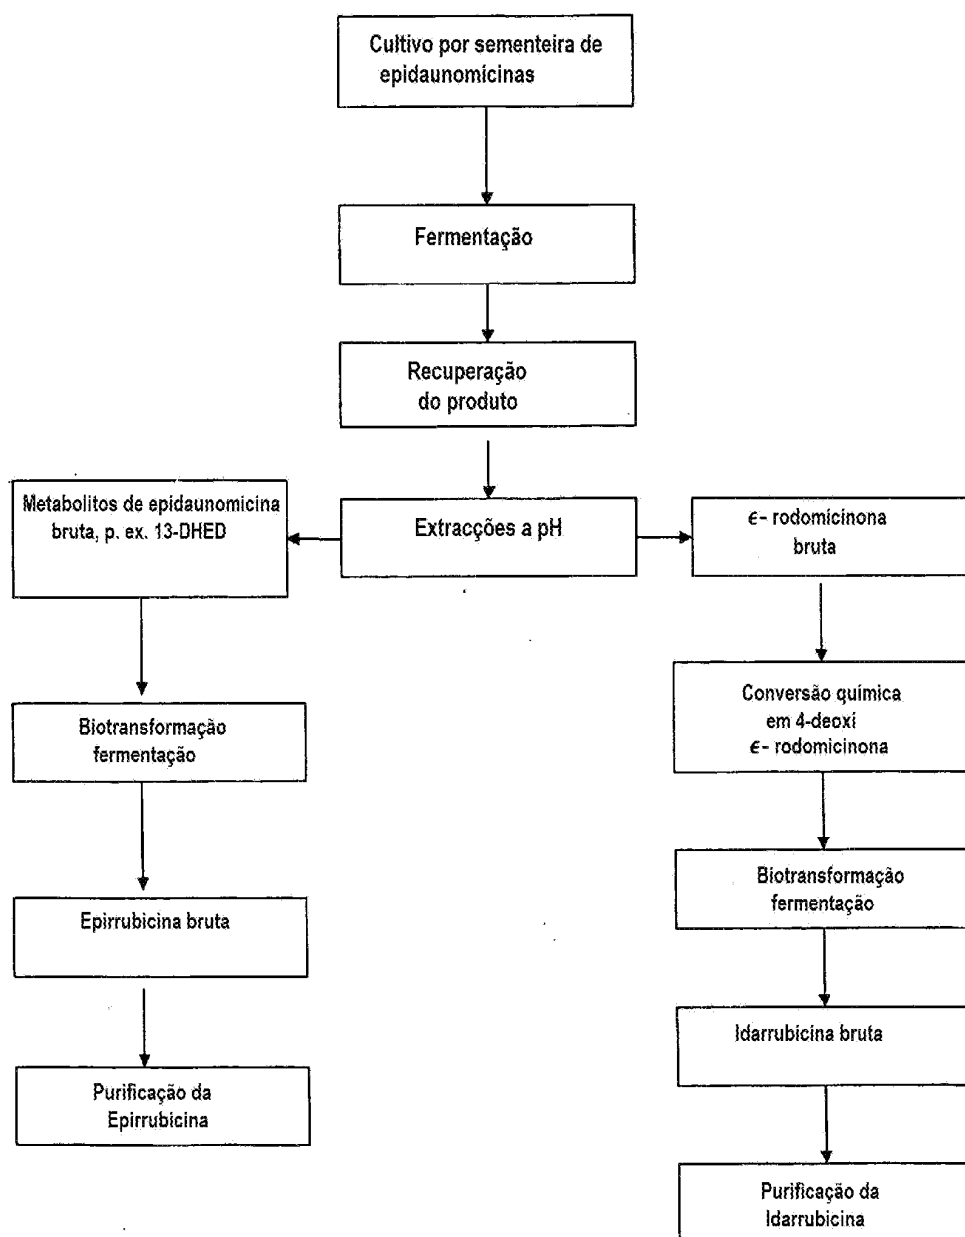 Cultivo por sementeira de
epidaunomicinas
Fermentação
Recuperação
do produto
Extracções a pH
Metabolitos de epidaunomicina
bruta, p. ex. 13-DHED
Biotransformação
fermentação
Epirrubicina bruta
Purificação da
Epirrubicina
ϵ- rodomicinona
bruta
Conversão química
em 4-deoxi
ϵ- rodomicinona
Biotransformação
fermentação
Idarrubicina bruta
Purificação da
Idarrubicina